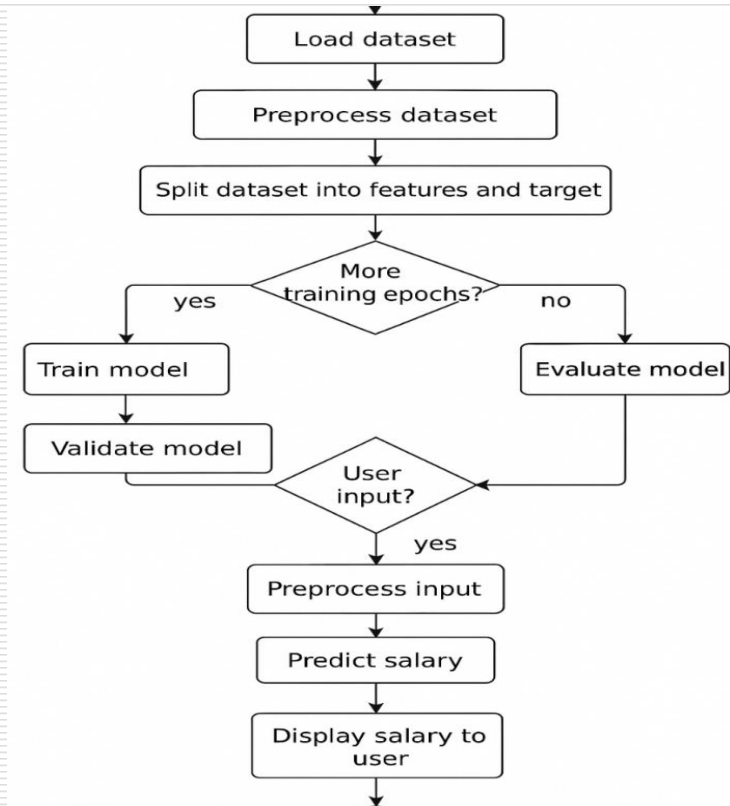 Load dataset
Preprocess dataset
Split dataset into features and target
More
training epochs?
yes
no
Train model
Evaluate model
Validate model
User
input?
yes
Preprocess input
Predict salary
Display salary to
user